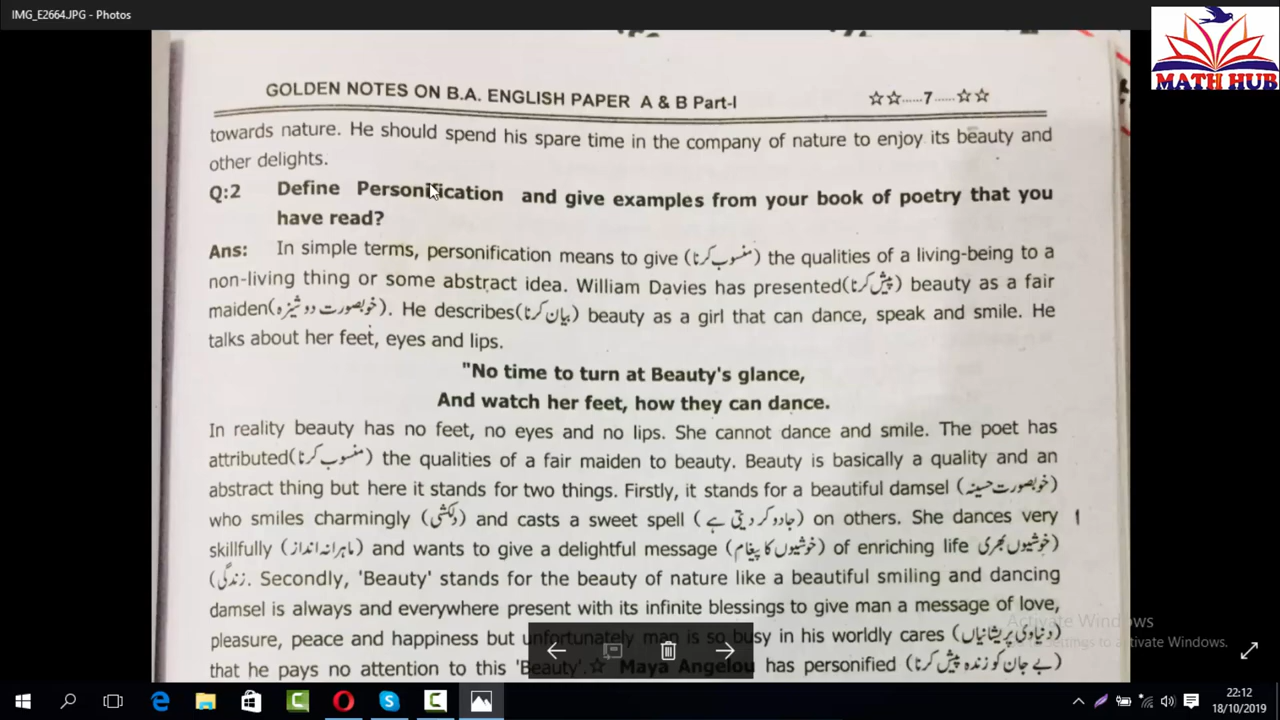 IMG_E2664.JPG - Photos
MATH HUB
GOLDEN NOTES ON B.A. ENGLISH PAPER A & B Part-I ☆☆......7......☆☆
towards nature. He should spend his spare time in the company of nature to enjoy its beauty and
other delights.
Q:2 Define Personification and give examples from your book of poetry that you
have read?
Ans: In simple terms, personification means to give (منسوب کرنا) the qualities of a living-being to a
non-living thing or some abstract idea. William Davies has presented(پیش کرنا) beauty as a fair
maiden(خوبصورت دوشیزہ). He describes(بیان کرنا) beauty as a girl that can dance, speak and smile. He
talks about her feet, eyes and lips.
"No time to turn at Beauty's glance,
And watch her feet, how they can dance.
In reality beauty has no feet, no eyes and no lips. She cannot dance and smile. The poet has
attributed(منسوب کرنا) the qualities of a fair maiden to beauty. Beauty is basically a quality and an
abstract thing but here it stands for two things. Firstly, it stands for a beautiful damsel (خوبصورت حسینہ)
who smiles charmingly (دلکشی) and casts a sweet spell (جادو کر دیتی ہے) on others. She dances very
skillfully (ماہرانہ انداز) and wants to give a delightful message (خوشیوں کا پیغام) of enriching life (خوشیوں بھری
زندگی). Secondly, 'Beauty' stands for the beauty of nature like a beautiful smiling and dancing
damsel is always and everywhere present with its infinite blessings to give man a message of love,
pleasure, peace and happiness but unfortunately man is so busy in his worldly cares (دنیاوی پریشانیاں)
that he pays no attention to this 'Beauty'.☆ Maya Angelou has personified (بے جان کو زندہ پیش کرنا)
Activate Windows
Go to Settings to activate Windows.
22:12
18/10/2019